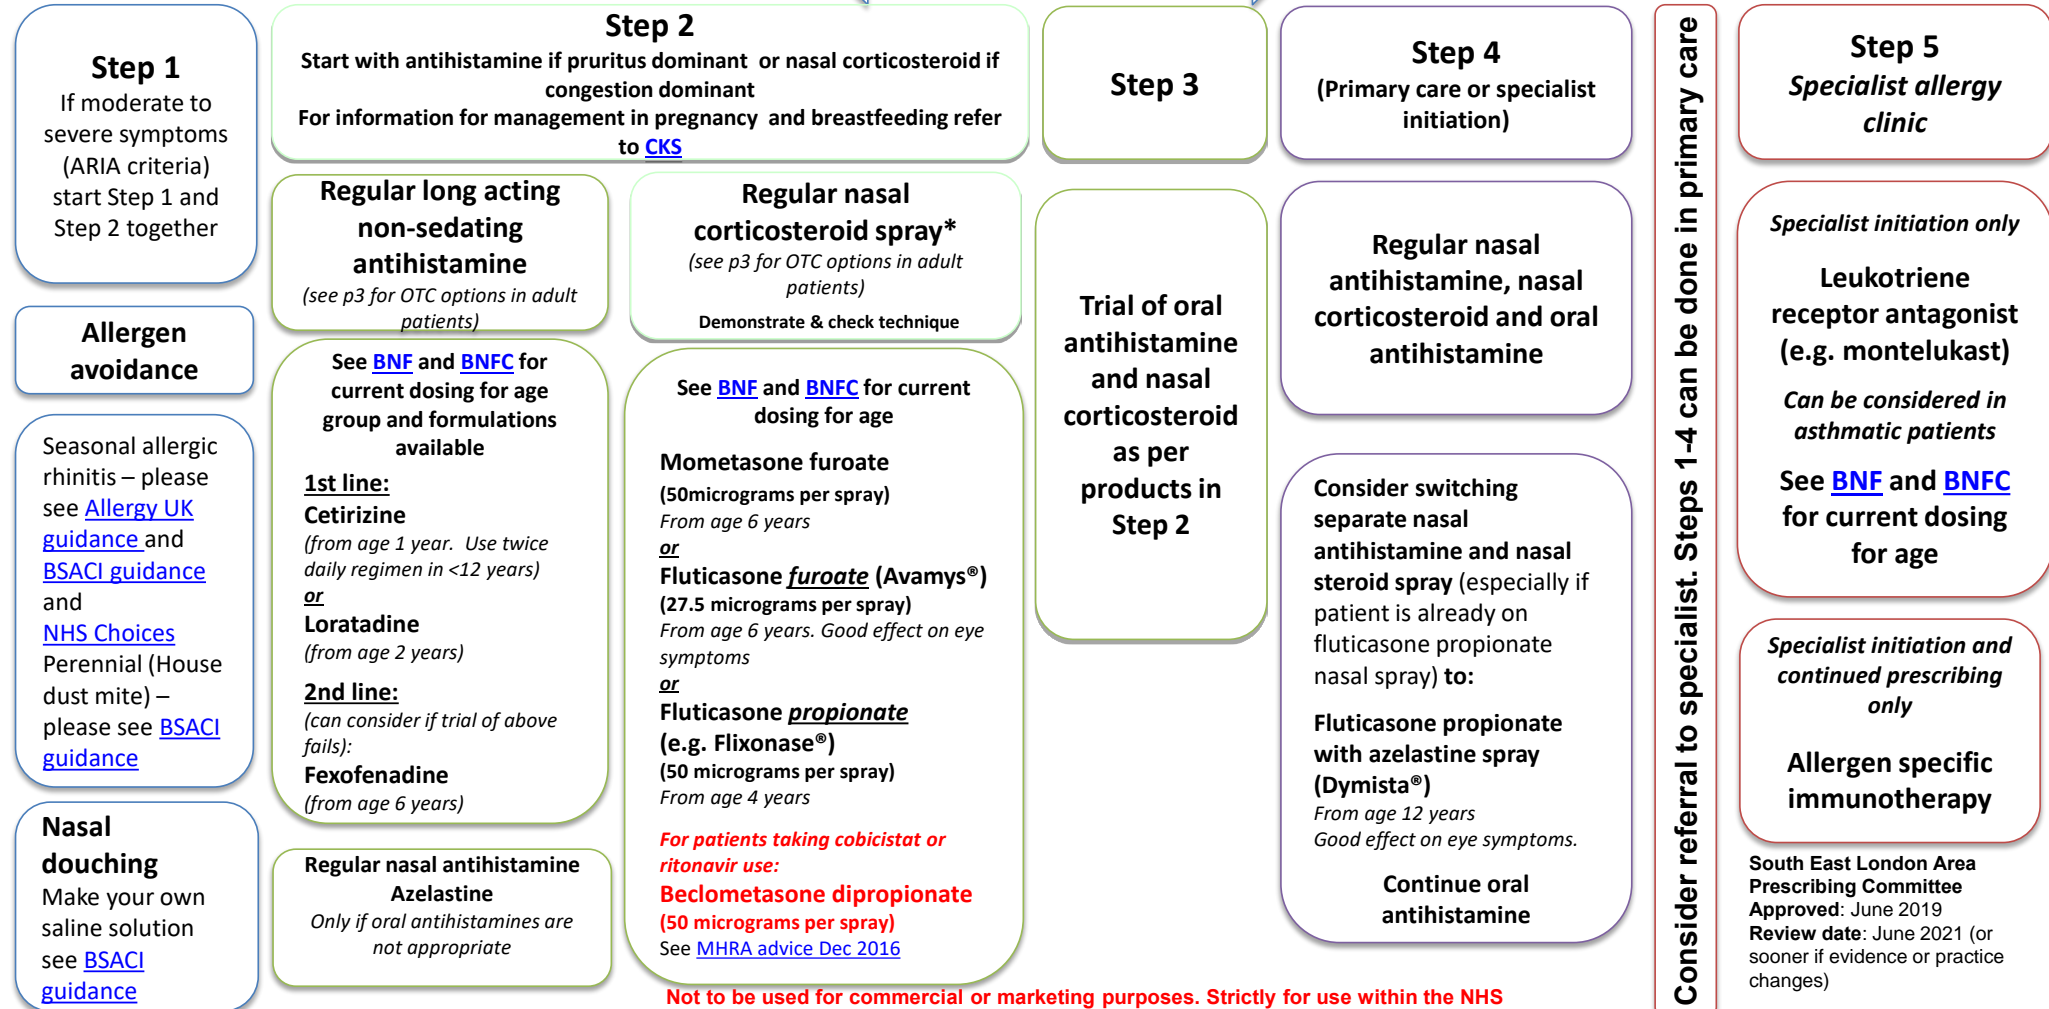 Step 1
If moderate to
severe symptoms
(ARIA criteria)
start Step 1 and
Step 2 together
Allergen
avoidance
Seasonal allergic
rhinitis – please
see Allergy UK
guidance and
BSACI guidance
and
NHS Choices
Perennial (House
dust mite) –
please see BSACI
guidance
Nasal
douching
Make your own
saline solution
see BSACI
guidance
Step 2
Start with antihistamine if pruritus dominant or nasal corticosteroid if
congestion dominant
For information for management in pregnancy and breastfeeding refer
to CKS
Regular long acting
non-sedating
antihistamine
(see p3 for OTC options in adult
patients)
See BNF and BNFC for
current dosing for age
group and formulations
available
1st line:
Cetirizine
(from age 1 year. Use twice
daily regimen in <12 years)
or
Loratadine
(from age 2 years)
2nd line:
(can consider if trial of above
fails):
Fexofenadine
(from age 6 years)
Regular nasal antihistamine
Azelastine
Only if oral antihistamines are
not appropriate
Regular nasal
corticosteroid spray*
(see p3 for OTC options in adult
patients)
Demonstrate & check technique
See BNF and BNFC for current
dosing for age
Mometasone furoate
(50micrograms per spray)
From age 6 years
or
Fluticasone furoate (Avamys®)
(27.5 micrograms per spray)
From age 6 years. Good effect on eye
symptoms
or
Fluticasone propionate
(e.g. Flixonase®)
(50 micrograms per spray)
From age 4 years
For patients taking cobicistat or
ritonavir use:
Beclometasone dipropionate
(50 micrograms per spray)
See MHRA advice Dec 2016
Step 3
Trial of oral
antihistamine
and nasal
corticosteroid
as per
products in
Step 2
Step 4
(Primary care or specialist
initiation)
Regular nasal
antihistamine, nasal
corticosteroid and oral
antihistamine
Consider switching
separate nasal
antihistamine and nasal
steroid spray (especially if
patient is already on
fluticasone propionate
nasal spray) to:
Fluticasone propionate
with azelastine spray
(Dymista®)
From age 12 years
Good effect on eye symptoms.
Continue oral
antihistamine
Consider referral to specialist. Steps 1-4 can be done in primary care
Step 5
Specialist allergy
clinic
Specialist initiation only
Leukotriene
receptor antagonist
(e.g. montelukast)
Can be considered in
asthmatic patients
See BNF and BNFC
for current dosing
for age
Specialist initiation and
continued prescribing
only
Allergen specific
immunotherapy
South East London Area
Prescribing Committee
Approved: June 2019
Review date: June 2021 (or
sooner if evidence or practice
changes)
Not to be used for commercial or marketing purposes. Strictly for use within the NHS